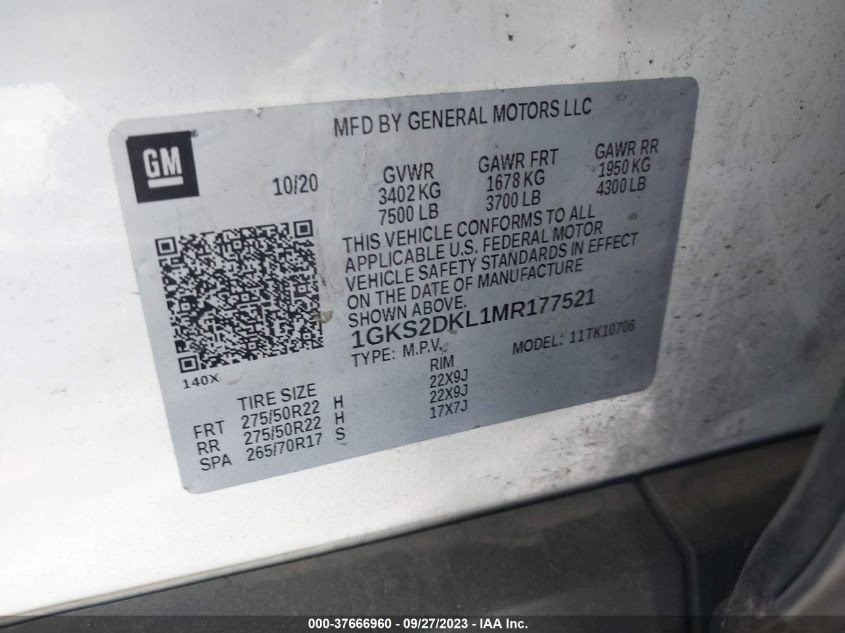 MFD BY GENERAL MOTORS LLC
GM
10/20
GVWR
3402 KG
7500 LB
GAWR FRT
1678 KG
3700 LB
GAWR RR
1950 KG
4300 LB
THIS VEHICLE CONFORMS TO ALL
APPLICABLE U.S. FEDERAL MOTOR
VEHICLE SAFETY STANDARDS IN EFFECT
ON THE DATE OF MANUFACTURE
SHOWN ABOVE.
1GKS2DKL1MR177521
TYPE: M.P.V. MODEL: 11TK10706
140X
TIRE SIZE RIM
FRT 275/50R22 H 22X9J
RR 275/50R22 H 22X9J
SPA 265/70R17 S 17X7J
000-37666960 - 09/27/2023 - IAA Inc.